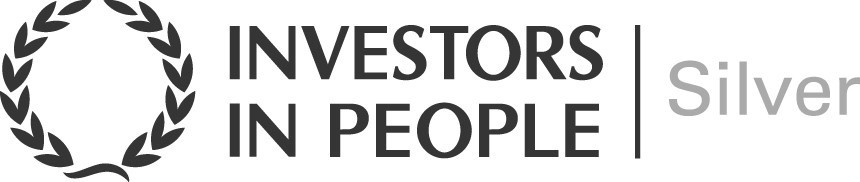 INVESTORS
IN PEOPLE
Silver